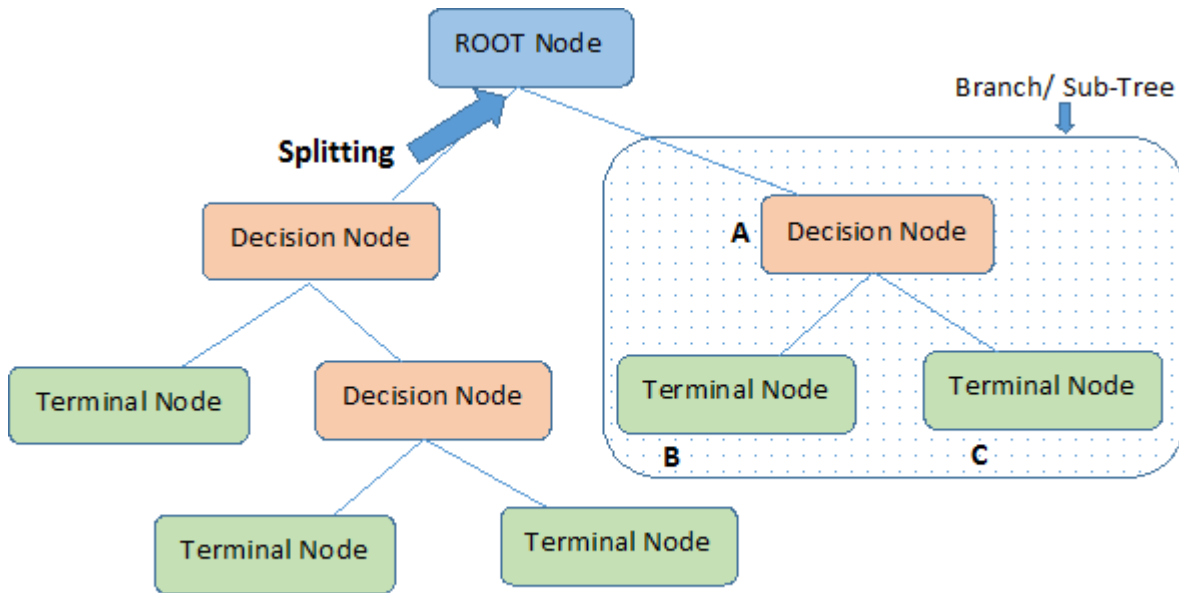 ROOT Node
Branch/ Sub-Tree
Splitting
Decision Node
A
Decision Node
Terminal Node
Decision Node
Terminal Node
Terminal Node
B
C
Terminal Node
Terminal Node